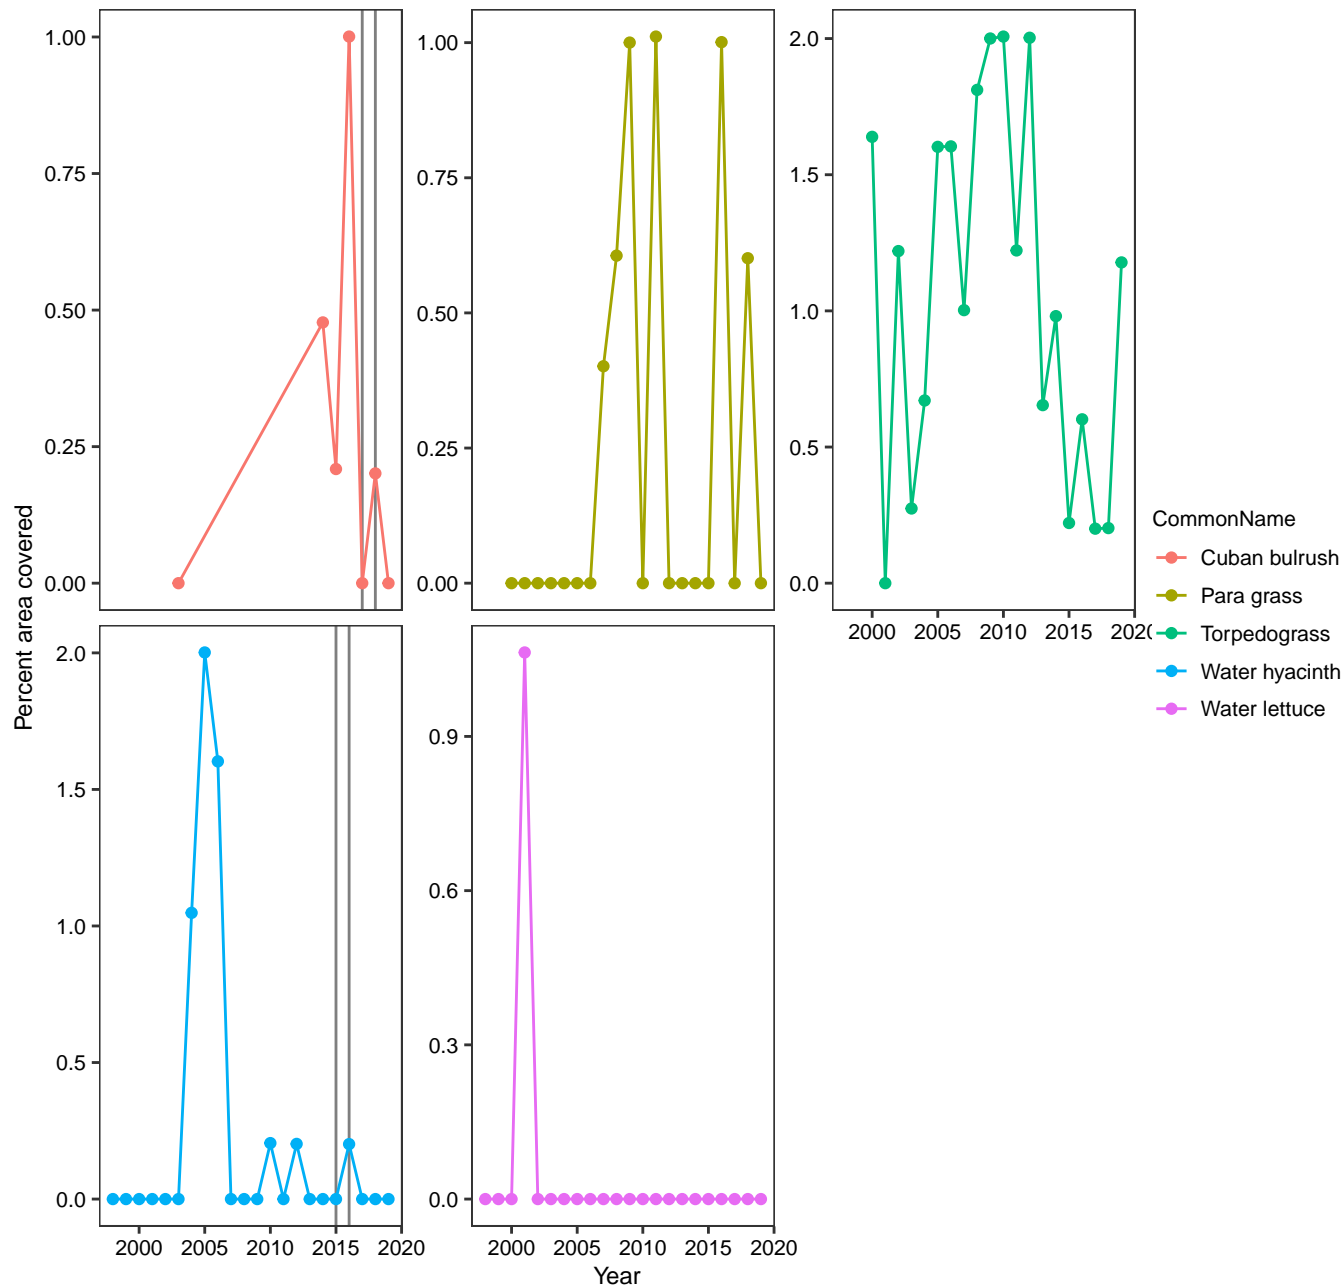 1.00
0.75
0.50
0.25
0.00
1.00
0.75
0.50
0.25
0.00
2.0
1.5
1.0
0.5
0.0
2000 2005 2010 2015 2020
Percent area covered
CommonName
Cuban bulrush
Para grass
Torpedograss
Water hyacinth
Water lettuce
2.0
1.5
1.0
0.5
0.0
2000 2005 2010 2015 2020
0.9
0.6
0.3
0.0
2000 2005 2010 2015 2020
Year